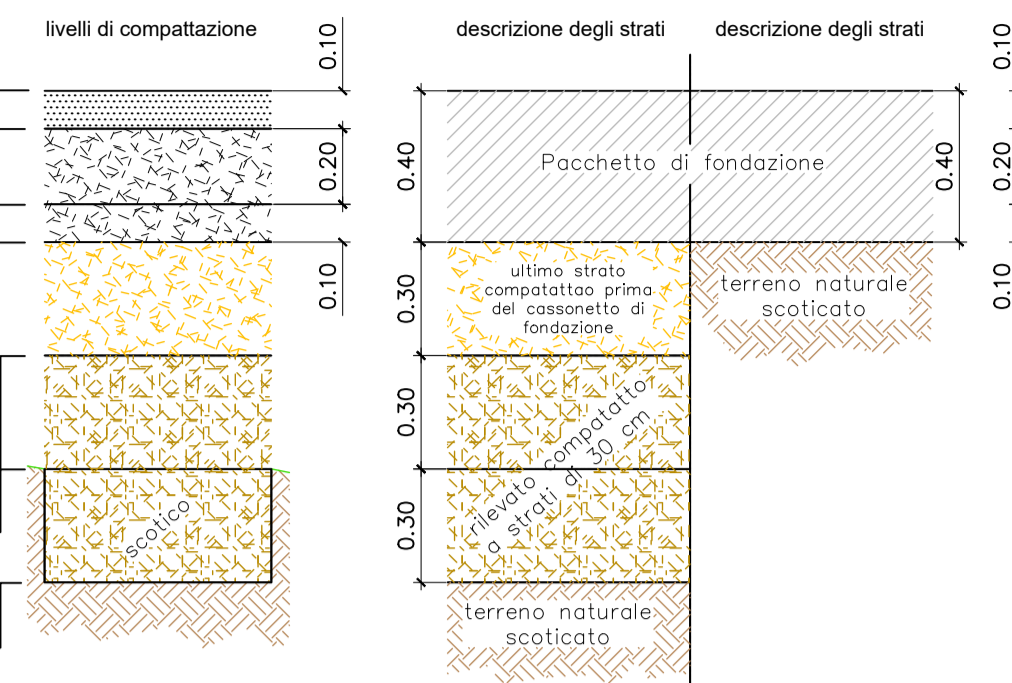 livelli di compattazione
descrizione degli strati
descrizione degli strati
0.10
0.10
0.20
0.40
Pacchetto di fondazione
0.40
0.20
0.10
0.30
ultimo strato
compatattao prima
del cassonetto di
fondazione
terreno naturale
scoticato
0.10
0.30
rilevato compatatto
a strati di 30 cm
scotico
0.30
terreno naturale
scoticato